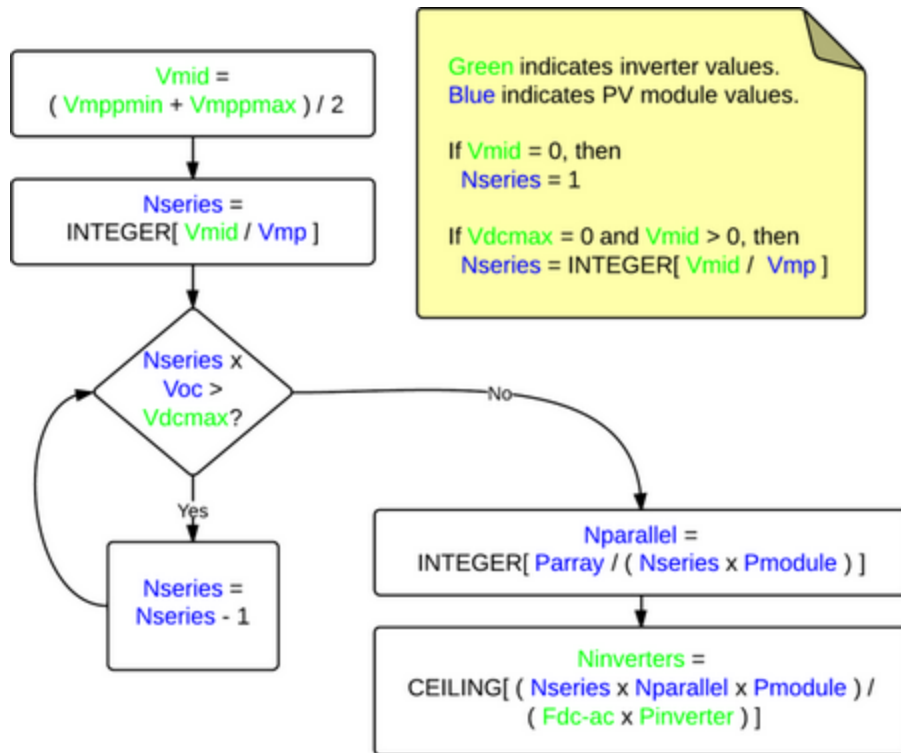 Vmid =
( Vmppmin + Vmppmax ) / 2
Nseries =
INTEGER[ Vmid / Vmp ]
Nseries x
Voc >
Vdcmax?
Yes
Nseries =
Nseries - 1
No
Green indicates inverter values.
Blue indicates PV module values.
If Vmid = 0, then
Nseries = 1
If Vdcmax = 0 and Vmid > 0, then
Nseries = INTEGER[ Vmid / Vmp ]
Nparallel =
INTEGER[ Parray / ( Nseries x Pmodule ) ]
Ninverters =
CEILING[ ( Nseries x Nparallel x Pmodule ) /
( Fdc-ac x Pinverter ) ]